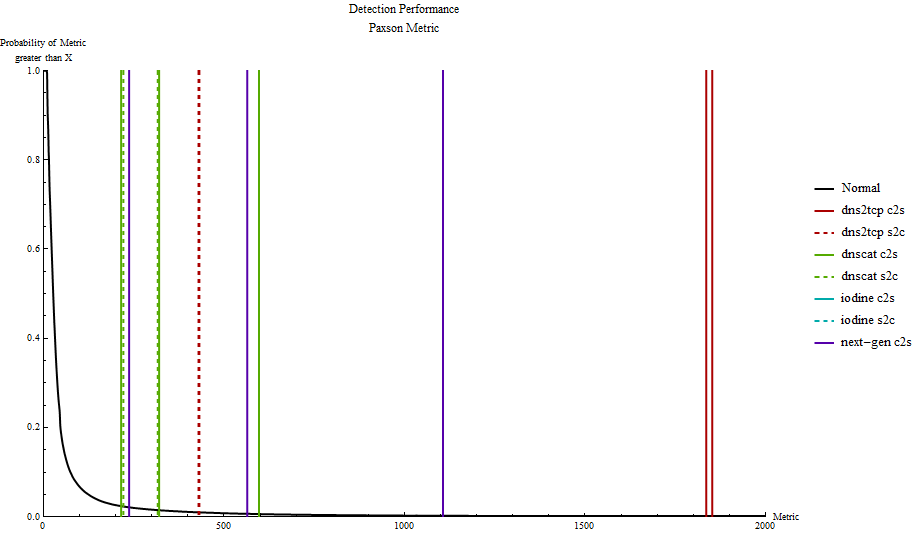 Detection Performance
Paxson Metric
Probability of Metric
greater than X
1.0
0.8
0.6
0.4
0.2
0.0
0
500
1000
1500
2000
Metric
Normal
dns2tcp c2s
dns2tcp s2c
dnscat c2s
dnscat s2c
iodine c2s
iodine s2c
next-gen c2s